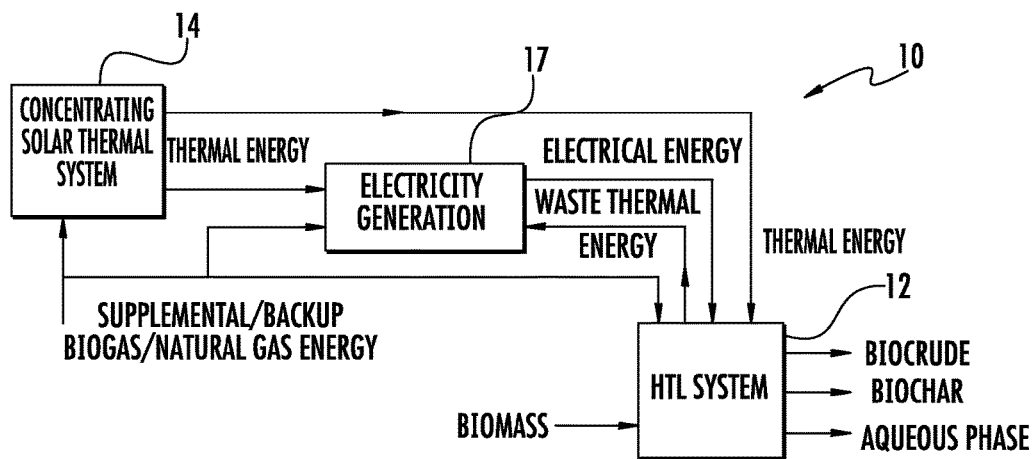 14
17
10
CONCENTRATING
SOLAR THERMAL
SYSTEM
THERMAL ENERGY
ELECTRICITY
GENERATION
ELECTRICAL ENERGY
WASTE THERMAL
ENERGY
THERMAL ENERGY
12
SUPPLEMENTAL/BACKUP
BIOGAS/NATURAL GAS ENERGY
HTL SYSTEM
BIOCRUDE
BIOCHAR
AQUEOUS PHASE
BIOMASS